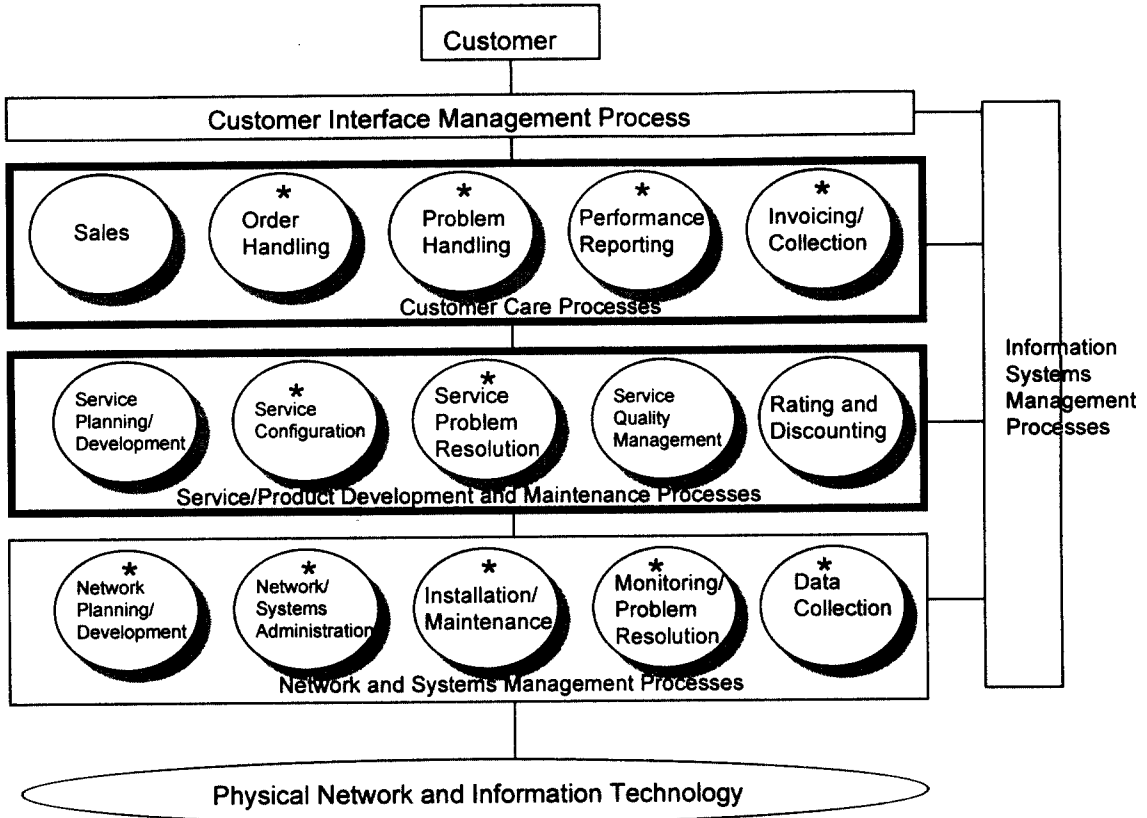 Customer
Customer Interface Management Process
Sales
*
Order
Handling
*
Problem
Handling
*
Performance
Reporting
*
Invoicing/
Collection
Customer Care Processes
Service
Planning/
Development
*
Service
Configuration
*
Service
Problem
Resolution
Service
Quality
Management
Rating and
Discounting
Service/Product Development and Maintenance Processes
*
Network
Planning/
Development
*
Network/
Systems
Administration
*
Installation/
Maintenance
*
Monitoring/
Problem
Resolution
*
Data
Collection
Network and Systems Management Processes
Information
Systems
Management
Processes
Physical Network and Information Technology